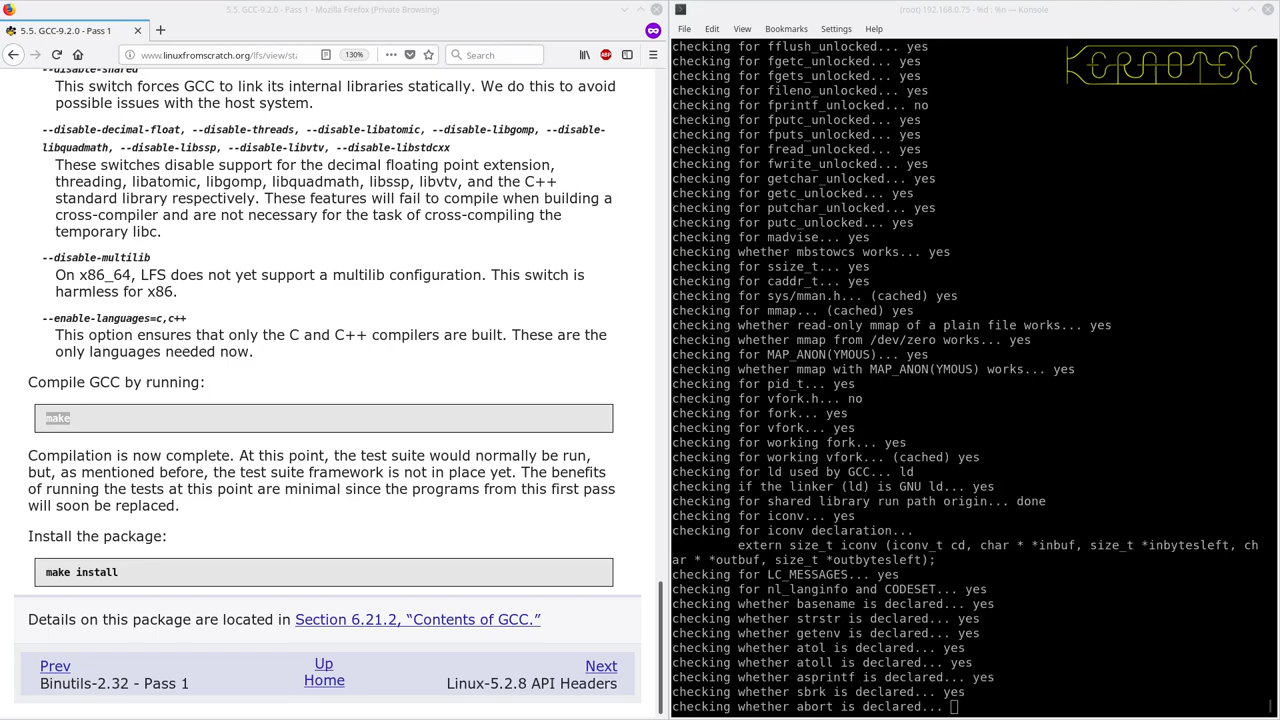 5.5. GCC-9.2.0 - Pass 1 - Mozilla Firefox (Private Browsing)
5.5. GCC-9.2.0 - Pass 1
www.linuxfromscratch.org/lfs/view/st
130%
Search
ABP
--disable-shared
This switch forces GCC to link its internal libraries statically. We do this to avoid
possible issues with the host system.
--disable-decimal-float, --disable-threads, --disable-libatomic, --disable-libgomp, --disable-
libquadmath, --disable-libssp, --disable-libvtv, --disable-libstdcxx
These switches disable support for the decimal floating point extension,
threading, libatomic, libgomp, libquadmath, libssp, libvtv, and the C++
standard library respectively. These features will fail to compile when building a
cross-compiler and are not necessary for the task of cross-compiling the
temporary libc.
--disable-multilib
On x86_64, LFS does not yet support a multilib configuration. This switch is
harmless for x86.
--enable-languages=c,c++
This option ensures that only the C and C++ compilers are built. These are the
only languages needed now.
Compile GCC by running:
make
Compilation is now complete. At this point, the test suite would normally be run,
but, as mentioned before, the test suite framework is not in place yet. The benefits
of running the tests at this point are minimal since the programs from this first pass
will soon be replaced.
Install the package:
make install
Details on this package are located in Section 6.21.2, “Contents of GCC.”
Prev Up Next
Binutils-2.32 - Pass 1 Home Linux-5.2.8 API Headers
(root) 192.168.0.75 - %d : %n — Konsole
File Edit View Bookmarks Settings Help
KERAOTEX
checking for fflush_unlocked... yes
checking for fgetc_unlocked... yes
checking for fgets_unlocked... yes
checking for fileno_unlocked... yes
checking for fprintf_unlocked... no
checking for fputc_unlocked... yes
checking for fputs_unlocked... yes
checking for fread_unlocked... yes
checking for fwrite_unlocked... yes
checking for getchar_unlocked... yes
checking for getc_unlocked... yes
checking for putchar_unlocked... yes
checking for putc_unlocked... yes
checking for madvise... yes
checking whether mbstowcs works... yes
checking for ssize_t... yes
checking for caddr_t... yes
checking for sys/mman.h... (cached) yes
checking for mmap... (cached) yes
checking whether read-only mmap of a plain file works... yes
checking whether mmap from /dev/zero works... yes
checking for MAP_ANON(YMOUS)... yes
checking whether mmap with MAP_ANON(YMOUS) works... yes
checking for pid_t... yes
checking for vfork.h... no
checking for fork... yes
checking for vfork... yes
checking for working fork... yes
checking for working vfork... (cached) yes
checking for ld used by GCC... ld
checking if the linker (ld) is GNU ld... yes
checking for shared library run path origin... done
checking for iconv... yes
checking for iconv declaration...
extern size_t iconv (iconv_t cd, char * *inbuf, size_t *inbytesleft, ch
ar * *outbuf, size_t *outbytesleft);
checking for LC_MESSAGES... yes
checking for nl_langinfo and CODESET... yes
checking whether basename is declared... yes
checking whether strstr is declared... yes
checking whether getenv is declared... yes
checking whether atol is declared... yes
checking whether atoll is declared... yes
checking whether asprintf is declared... yes
checking whether sbrk is declared... yes
checking whether abort is declared...